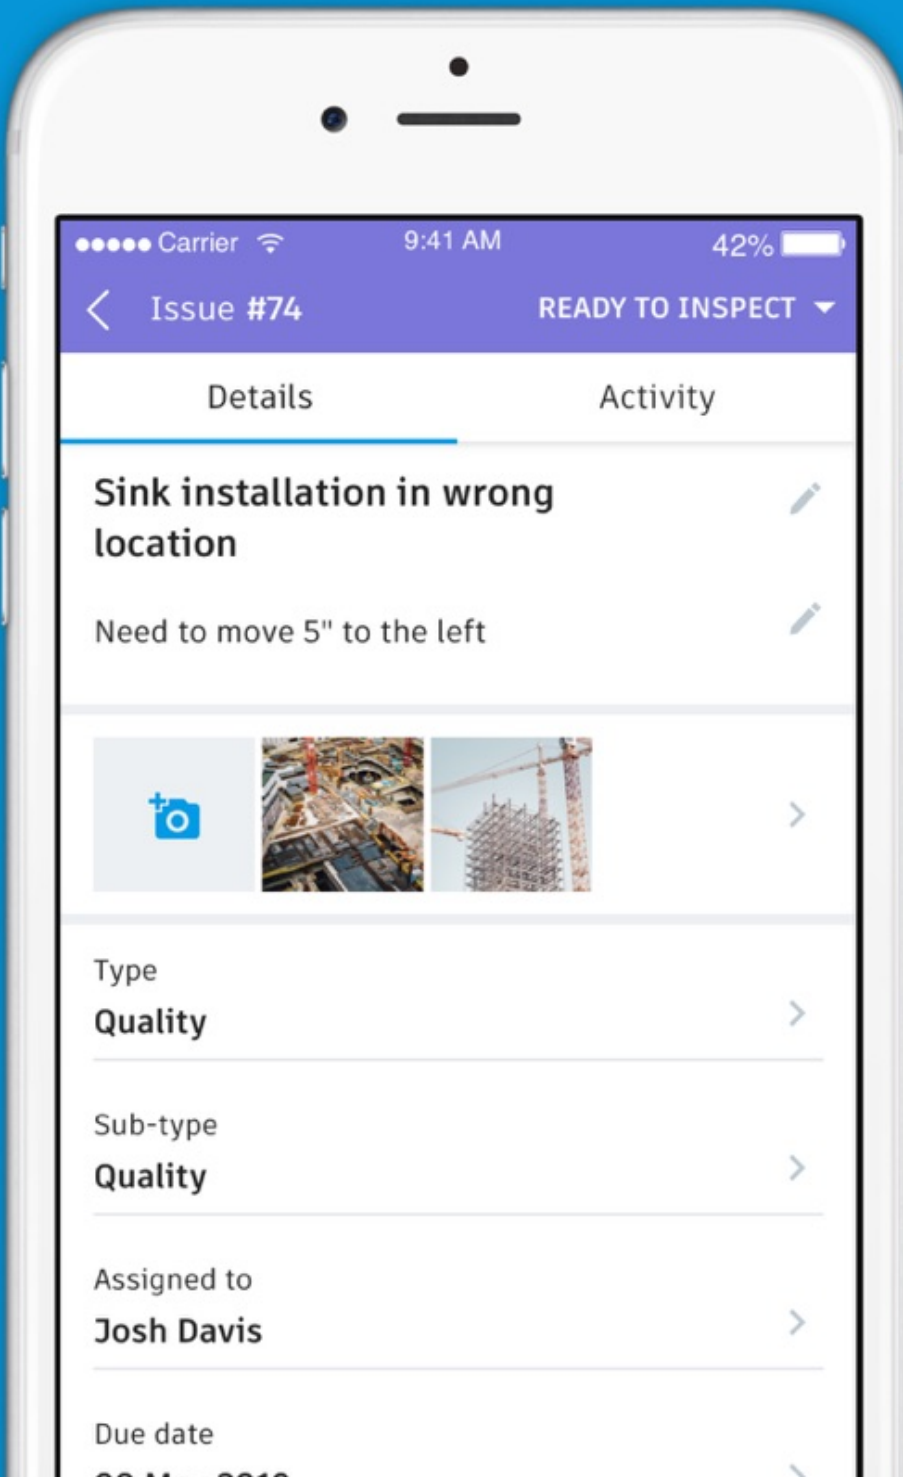 Carrier 9:41 AM 42%
Issue #74 READY TO INSPECT
Details Activity
Sink installation in wrong
location
Need to move 5" to the left
Type
Quality
Sub-type
Quality
Assigned to
Josh Davis
Due date